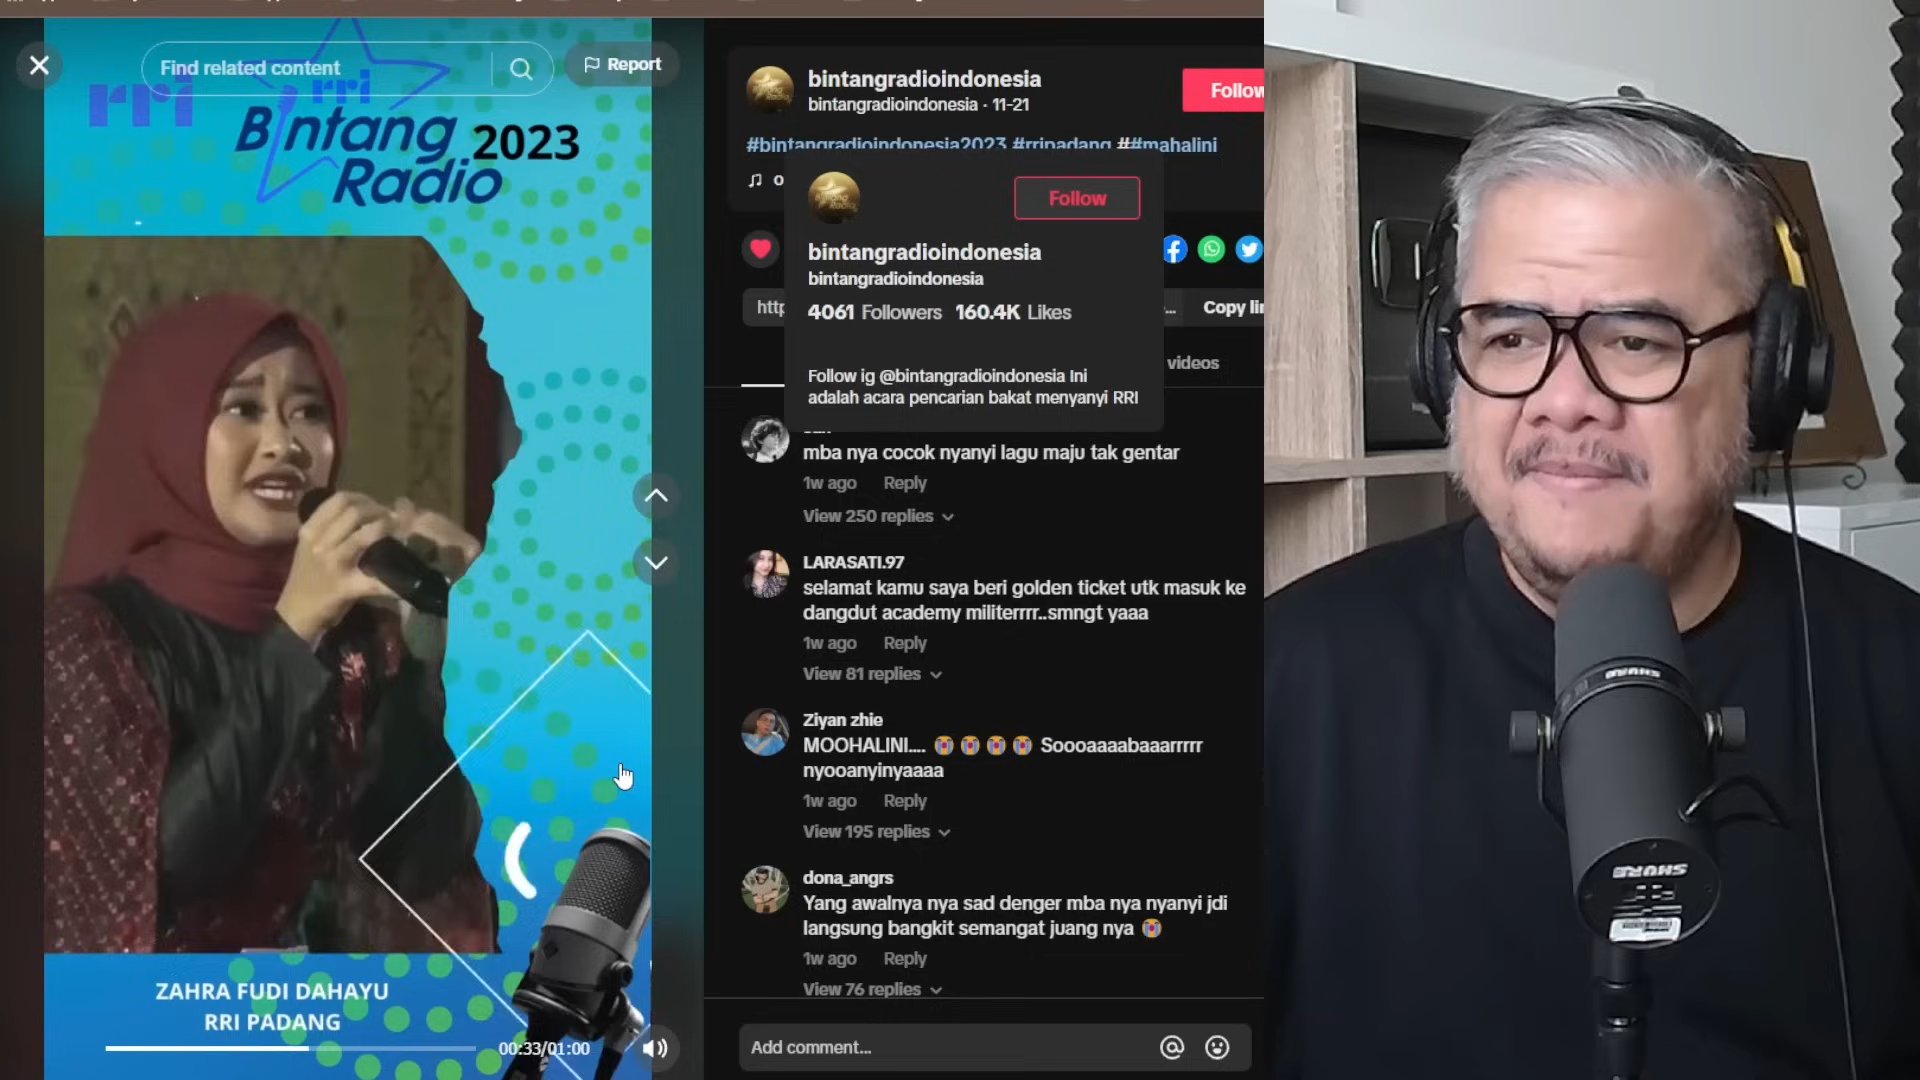 Find related content
Report
rri
rri
Bintang
Radio
2023
ZAHRA FUDI DAHAYU
RRI PADANG
00:33/01:00
bintangradioindonesia
bintangradioindonesia · 11-21
Follow
#bintangradioindonesia2023 #rripadang ##mahalini
Follow
bintangradioindonesia
bintangradioindonesia
4061 Followers 160.4K Likes
Follow ig @bintangradioindonesia Ini
adalah acara pencarian bakat menyanyi RRI
http
...
Copy lin
videos
mba nya cocok nyanyi lagu maju tak gentar
1w ago Reply
View 250 replies
LARASATI.97
selamat kamu saya beri golden ticket utk masuk ke
dangdut academy militerrrr..smngt yaaa
1w ago Reply
View 81 replies
Ziyan zhie
MOOHALINI.... 😭😭😭😭 Soooaaaabaaarrrrr
nyooanyinyaaaa
1w ago Reply
View 195 replies
dona_angrs
Yang awalnya nya sad denger mba nya nyanyi jdi
langsung bangkit semangat juang nya 😭
1w ago Reply
View 76 replies
Add comment...
SHURE
SHURE